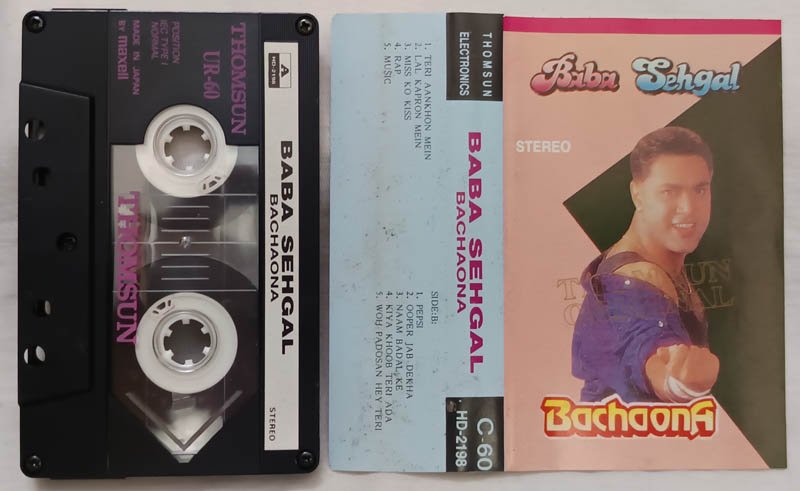 THOMSUN
UR-60
POSITION
IEC TYPE I
NORMAL
MADE IN JAPAN
BY maxell
THOMSUN
A
HD-2198
BABA SEHGAL
BACHAONA
STEREO
THOMSUN
ELECTRONICS
1. TERI AANKHON MEIN
2. LAL KAPRON MEIN
3. MISS KO KISS
4. RAP
5. MUSIC
BABA SEHGAL
BACHAONA
SIDE:B:
1. PEPSI
2. OOPER JAB DEKHA
3. NAAM BADAL KE
4. KIYA KHOOB TERI ADA
5. WOH PADOSAN HEY TERI
C-60
HD-2198
Baba Sehgal
STEREO
THOMSUN
ORIGINAL
BachaonA